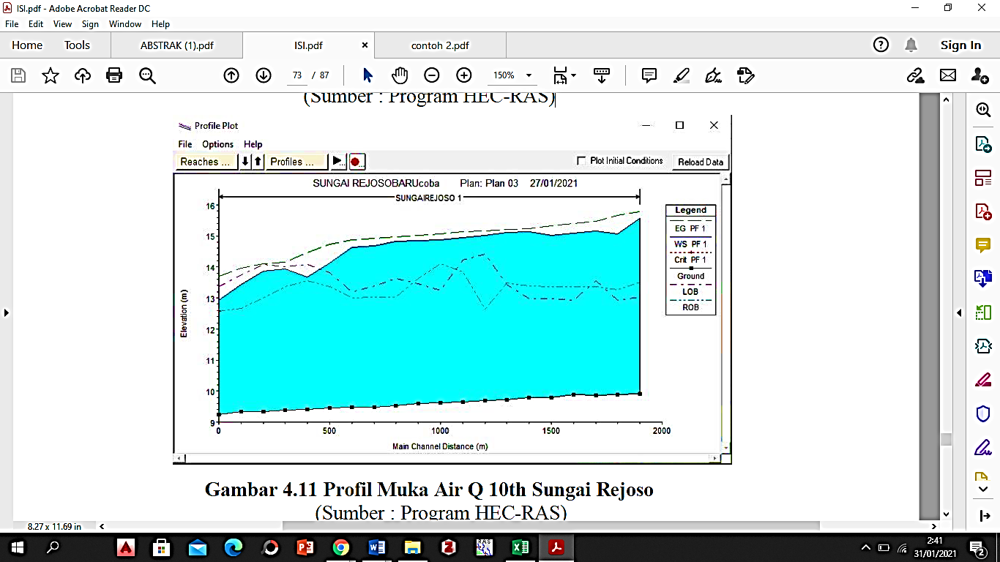 ISI.pdf - Adobe Acrobat Reader DC
File Edit View Sign Window Help
Home Tools ABSTRAK (1).pdf ISI.pdf × contoh 2.pdf Sign In
73 / 87 150%
(Sumber : Program HEC-RAS)
Profile Plot
File Options Help
Reaches ... Profiles ... Plot Initial Conditions Reload Data
SUNGAI REJOSOBARUcoba Plan: Plan 03 27/01/2021
SUNGAIREJOSO 1
Legend
EG PF 1
WS PF 1
Crit PF 1
Ground
LOB
ROB
16
15
14
13
12
11
10
9
Elevation (m)
0 500 1000 1500 2000
Main Channel Distance (m)
Gambar 4.11 Profil Muka Air Q 10th Sungai Rejoso
(Sumber : Program HEC-RAS)
8.27 x 11.69 in
2:41
31/01/2021
2